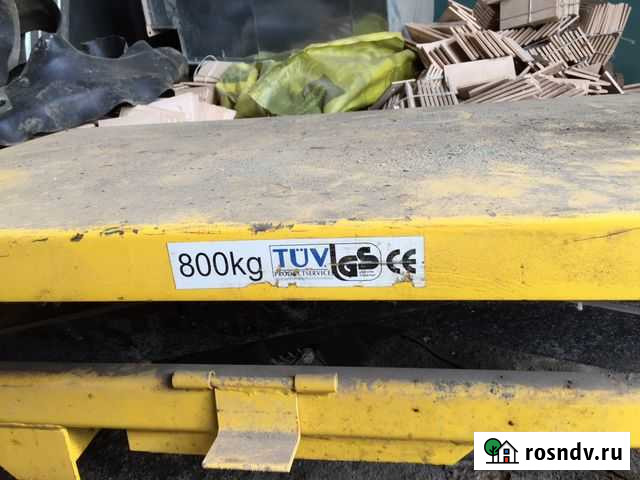 800kg TÜV GS CE
PRODUCT SERVICE
rosndv.ru